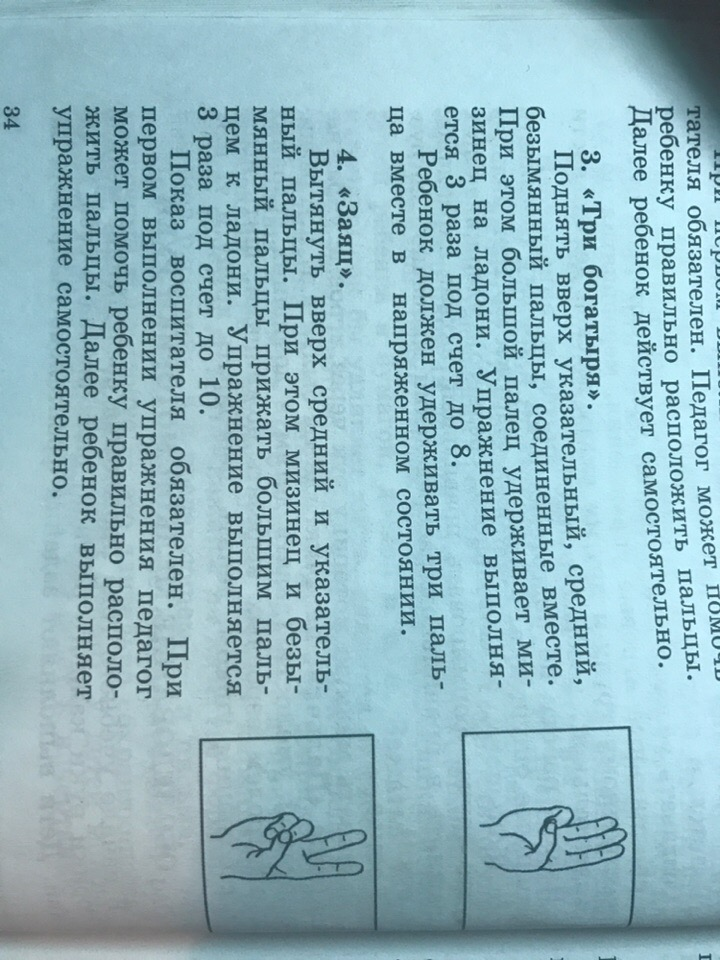 При
тателя обязателен. Педагог может помочь
ребенку правильно расположить пальцы.
Далее ребенок действует самостоятельно.
3. «Три богатыря».
Поднять вверх указательный, средний,
безымянный пальцы, соединенные вместе.
При этом большой палец удерживает ми-
зинец на ладони. Упражнение выполня-
ется 3 раза под счет до 8.
Ребенок должен удерживать три паль-
ца вместе в напряженном состоянии.
4. «Заяц».
Вытянуть вверх средний и указатель-
ный пальцы. При этом мизинец и безы-
мянный пальцы прижать большим паль-
цем к ладони. Упражнение выполняется
3 раза под счет до 10.
Показ воспитателя обязателен. При
первом выполнении упражнения педагог
может помочь ребенку правильно располо-
жить пальцы. Далее ребенок выполняет
упражнение самостоятельно.
34